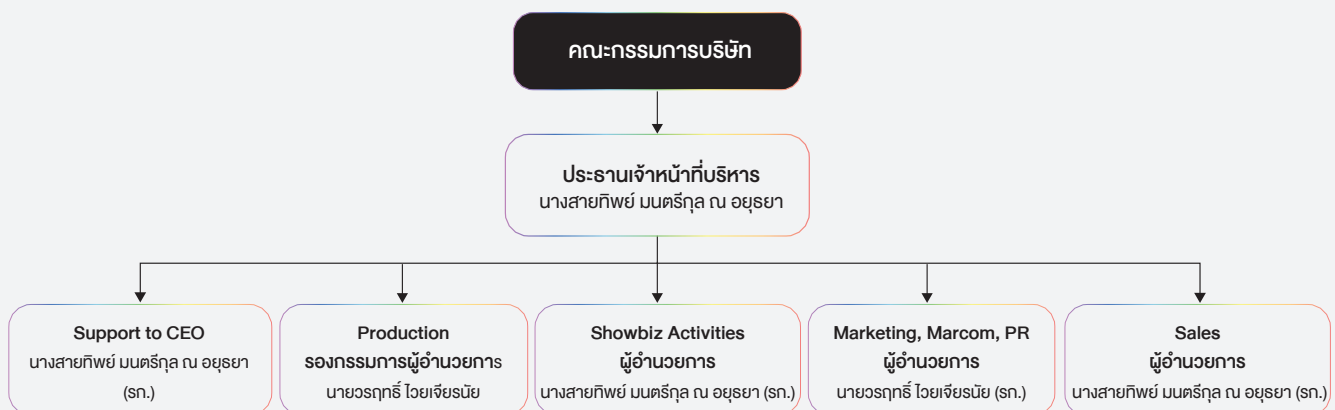 คณะกรรมการบริษัท
ประธานเจ้าหน้าที่บริหาร
นางสายทิพย์ มนตรีกุล ณ อยุธยา
Support to CEO
นางสายทิพย์ มนตรีกุล ณ อยุธยา
(รก.)
Production
รองกรรมการผู้อำนวยการ
นายวรฤทธิ์ ไวยเจียรนัย
Showbiz Activities
ผู้อำนวยการ
นางสายทิพย์ มนตรีกุล ณ อยุธยา (รก.)
Marketing, Marcom, PR
ผู้อำนวยการ
นายวรฤทธิ์ ไวยเจียรนัย (รก.)
Sales
ผู้อำนวยการ
นางสายทิพย์ มนตรีกุล ณ อยุธยา (รก.)